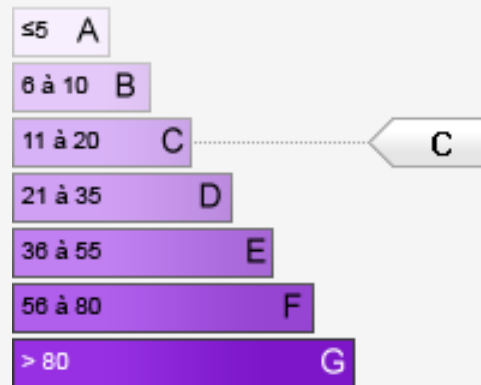 ≤5 A
6 à 10 B
11 à 20 C
C
21 à 35 D
36 à 55 E
56 à 80 F
> 80 G